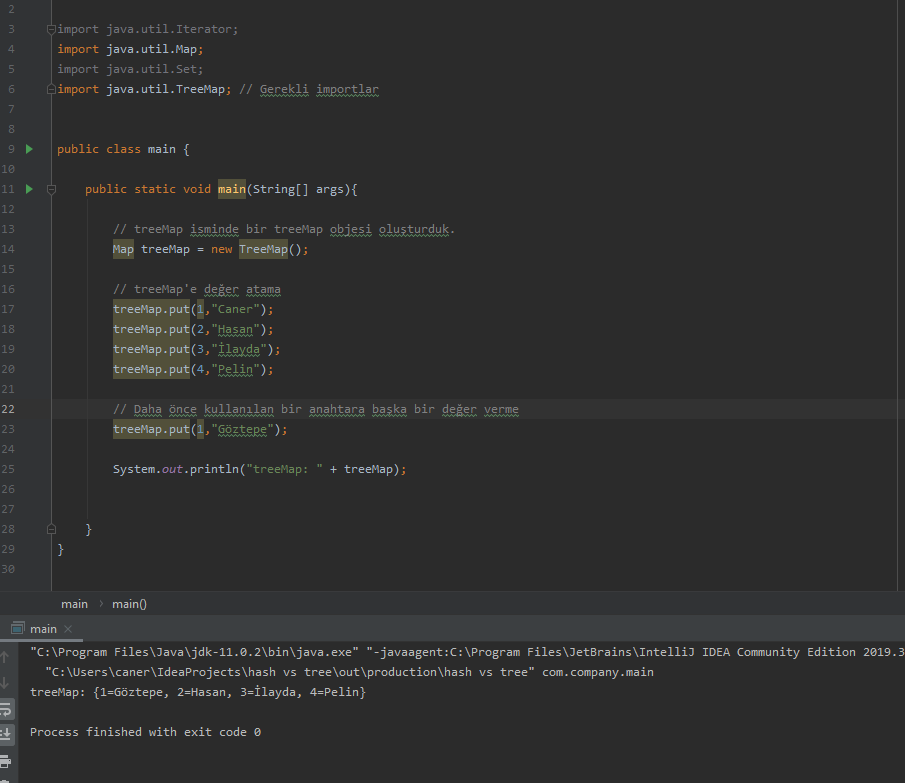 2
3 import java.util.Iterator;
4 import java.util.Map;
5 import java.util.Set;
6 import java.util.TreeMap; // Gerekli importlar
7
8
9 public class main {
10
11 public static void main(String[] args){
12
13 // treeMap isminde bir treeMap objesi oluşturduk.
14 Map treeMap = new TreeMap();
15
16 // treeMap'e değer atama
17 treeMap.put(1,"Caner");
18 treeMap.put(2,"Hasan");
19 treeMap.put(3,"İlayda");
20 treeMap.put(4,"Pelin");
21
22 // Daha önce kullanılan bir anahtara başka bir değer verme
23 treeMap.put(1,"Göztepe");
24
25 System.out.println("treeMap: " + treeMap);
26
27
28 }
29 }
30
main › main()
main ×
"C:\Program Files\Java\jdk-11.0.2\bin\java.exe" "-javaagent:C:\Program Files\JetBrains\IntelliJ IDEA Community Edition 2019.3
"C:\Users\caner\IdeaProjects\hash vs tree\out\production\hash vs tree" com.company.main
treeMap: {1=Göztepe, 2=Hasan, 3=İlayda, 4=Pelin}
Process finished with exit code 0